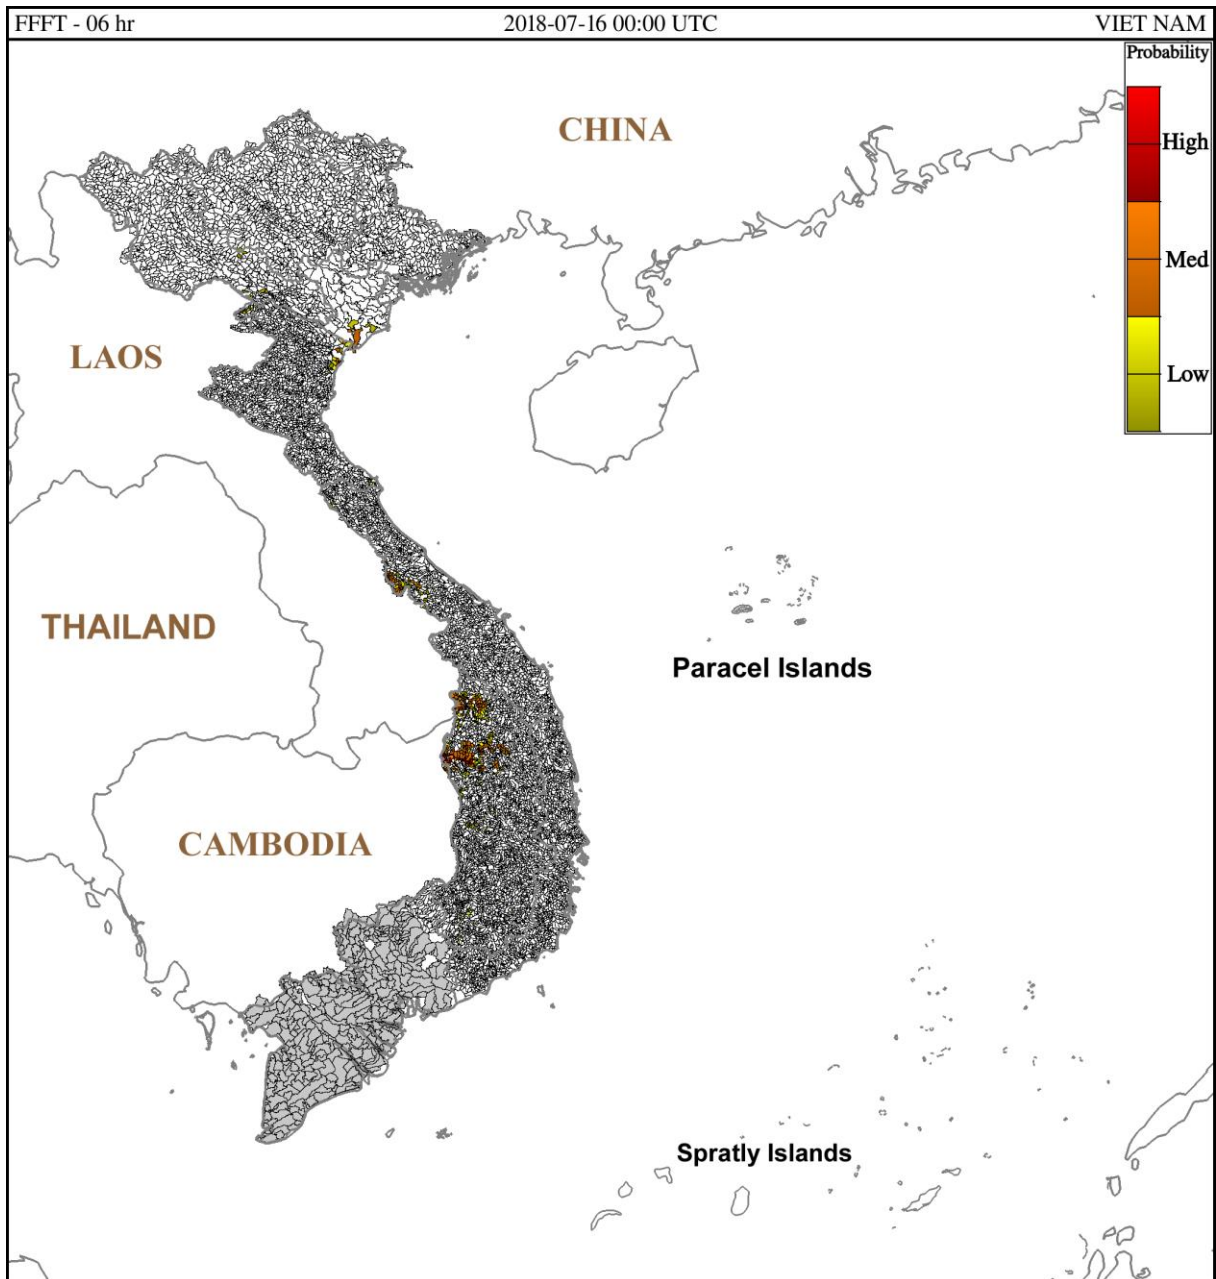 FFFT - 06 hr 2018-07-16 00:00 UTC VIET NAM
Probability
CHINA
High
Med
LAOS
Low
THAILAND
Paracel Islands
CAMBODIA
Spratly Islands